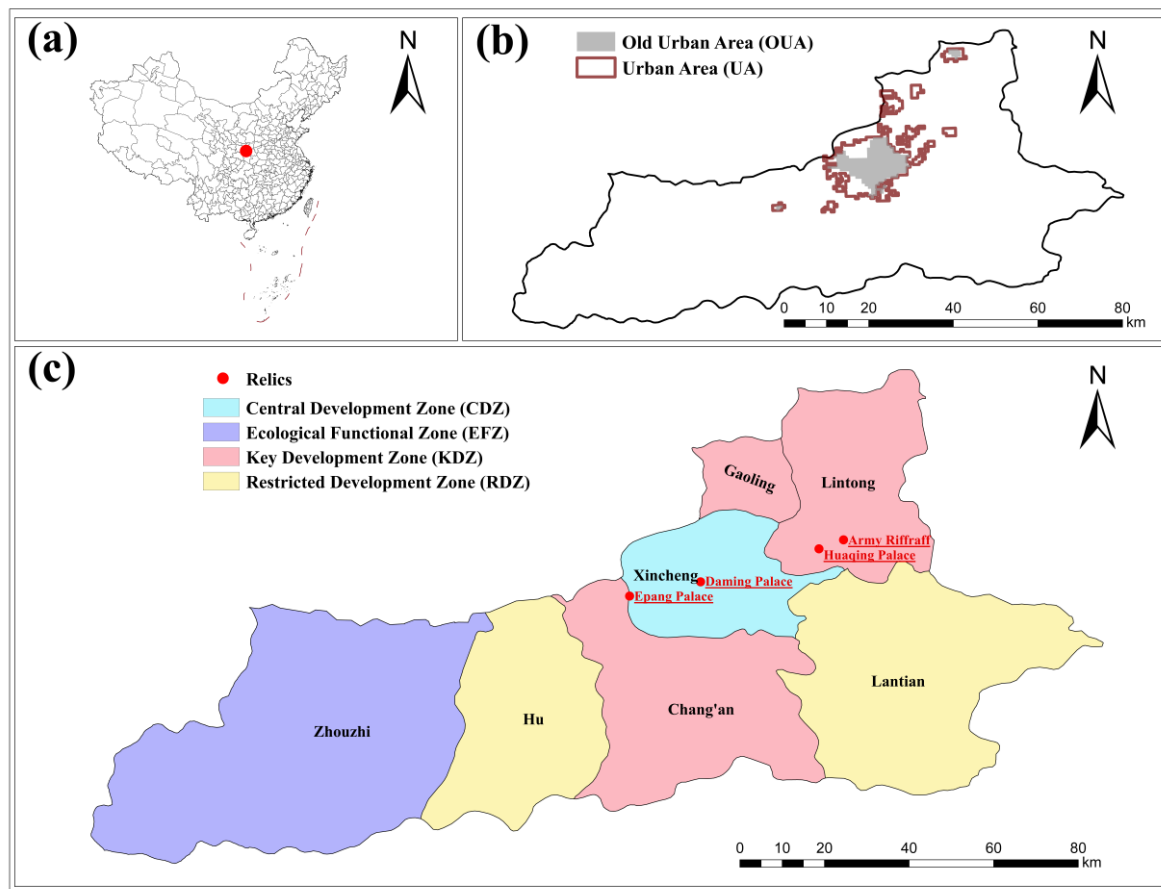 (a)
N
(b)
Old Urban Area (OUA)
Urban Area (UA)
N
0 10 20 40 60 80
km
(c)
Relics
Central Development Zone (CDZ)
Ecological Functional Zone (EFZ)
Key Development Zone (KDZ)
Restricted Development Zone (RDZ)
N
Gaoling
Lintong
Army Riffraff
Huaqing Palace
Xincheng
Daming Palace
Epang Palace
Lantian
Chang'an
Hu
Zhouzhi
0 10 20 40 60 80
km